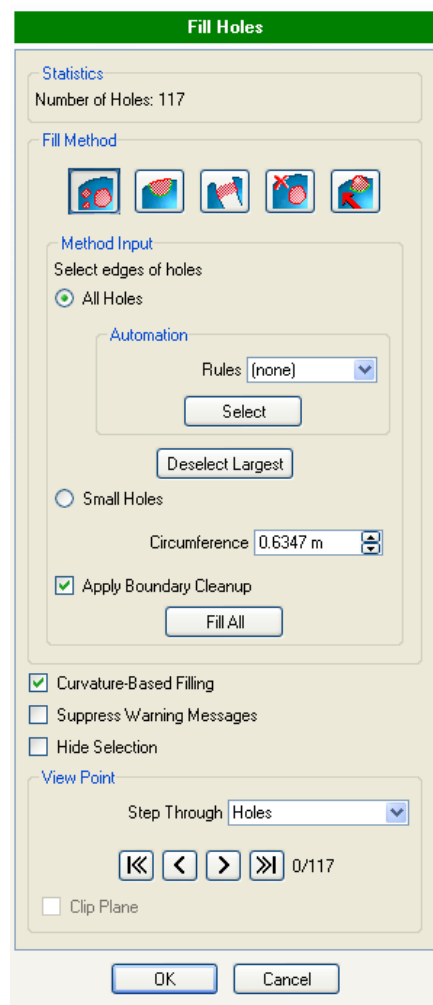 Fill Holes
Statistics
Number of Holes: 117
Fill Method
Method Input
Select edges of holes
All Holes
Automation
Rules (none)
Select
Deselect Largest
Small Holes
Circumference 0.6347 m
Apply Boundary Cleanup
Fill All
Curvature-Based Filling
Suppress Warning Messages
Hide Selection
View Point
Step Through Holes
0/117
Clip Plane
OK Cancel